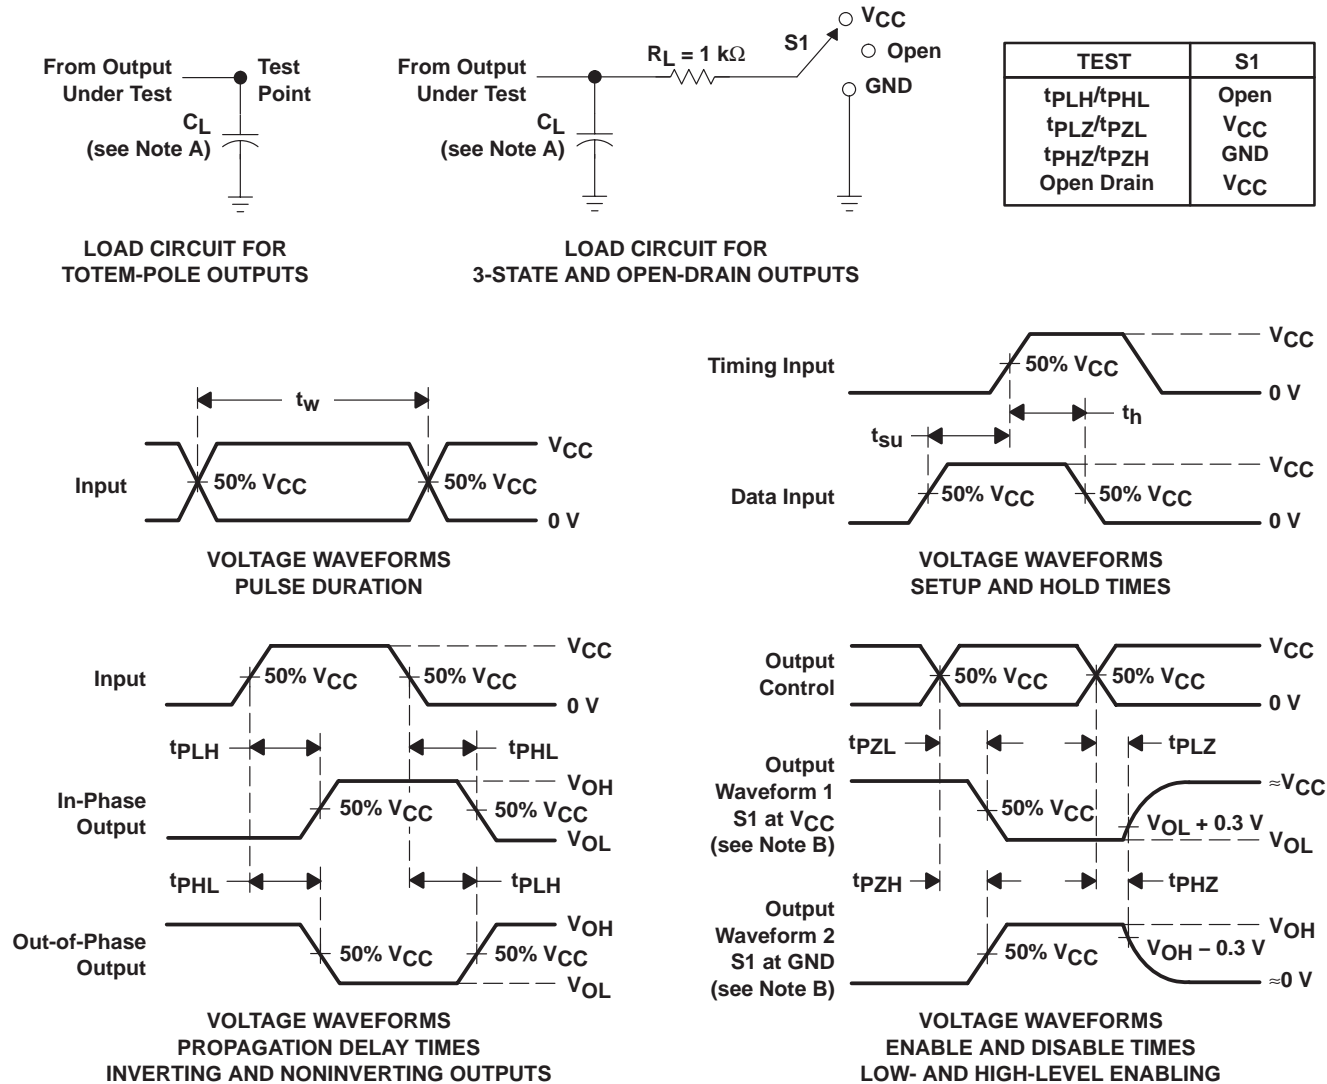 From Output
Under Test
Test
Point
CL
(see Note A)
LOAD CIRCUIT FOR
TOTEM-POLE OUTPUTS
From Output
Under Test
RL = 1 kΩ
S1
VCC
Open
GND
CL
(see Note A)
LOAD CIRCUIT FOR
3-STATE AND OPEN-DRAIN OUTPUTS
TEST S1
tPLH/tPHL Open
tPLZ/tPZL VCC
tPHZ/tPZH GND
Open Drain VCC
tw
Input
50% VCC
50% VCC
VCC
0 V
VOLTAGE WAVEFORMS
PULSE DURATION
Timing Input
50% VCC
VCC
0 V
th
tsu
Data Input
50% VCC
50% VCC
VCC
0 V
VOLTAGE WAVEFORMS
SETUP AND HOLD TIMES
Input
50% VCC
50% VCC
VCC
0 V
tPLH
tPHL
In-Phase
Output
50% VCC
50% VCC
VOH
VOL
tPHL
tPLH
Out-of-Phase
Output
50% VCC
50% VCC
VOH
VOL
VOLTAGE WAVEFORMS
PROPAGATION DELAY TIMES
INVERTING AND NONINVERTING OUTPUTS
Output
Control
50% VCC
50% VCC
VCC
0 V
tPZL
tPLZ
Output
Waveform 1
S1 at VCC
(see Note B)
50% VCC
≈VCC
VOL + 0.3 V
VOL
tPZH
tPHZ
Output
Waveform 2
S1 at GND
(see Note B)
50% VCC
VOH
VOH − 0.3 V
≈0 V
VOLTAGE WAVEFORMS
ENABLE AND DISABLE TIMES
LOW- AND HIGH-LEVEL ENABLING